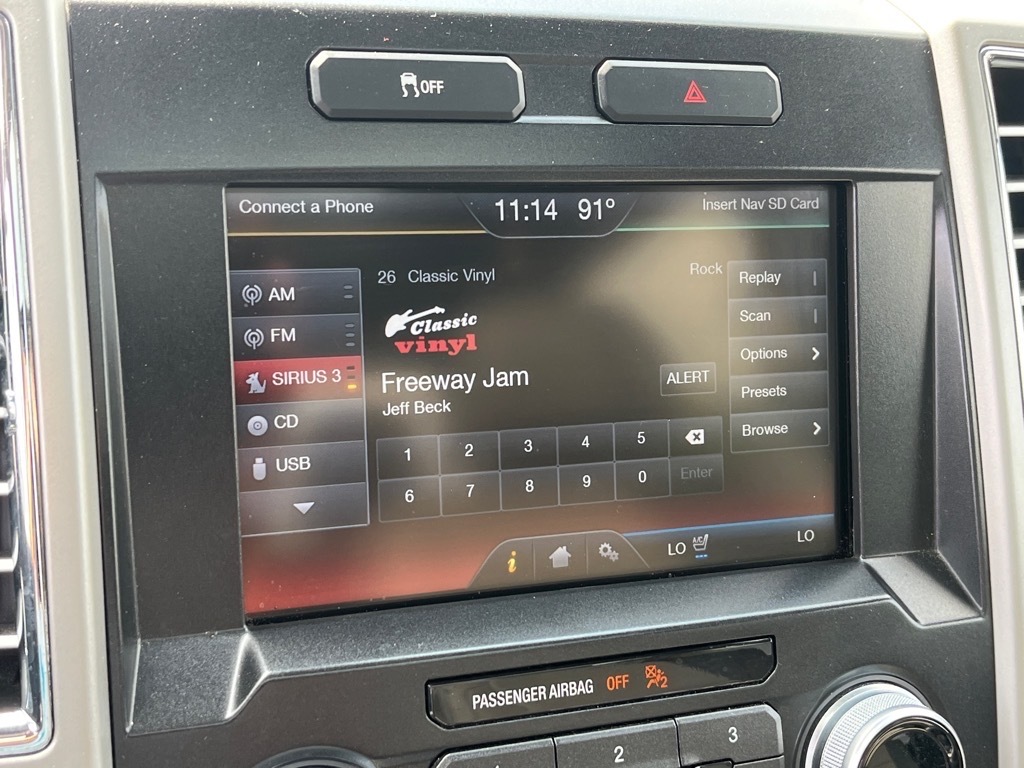 OFF
Connect a Phone
11:14 91°
Insert Nav SD Card
AM
FM
SIRIUS 3
CD
USB
26 Classic Vinyl
Rock
Classic
vinyl
Freeway Jam
Jeff Beck
ALERT
1 2 3 4 5
6 7 8 9 0 Enter
Replay
Scan
Options
Presets
Browse
i
LO A/C
LO
PASSENGER AIRBAG OFF 2
2 3